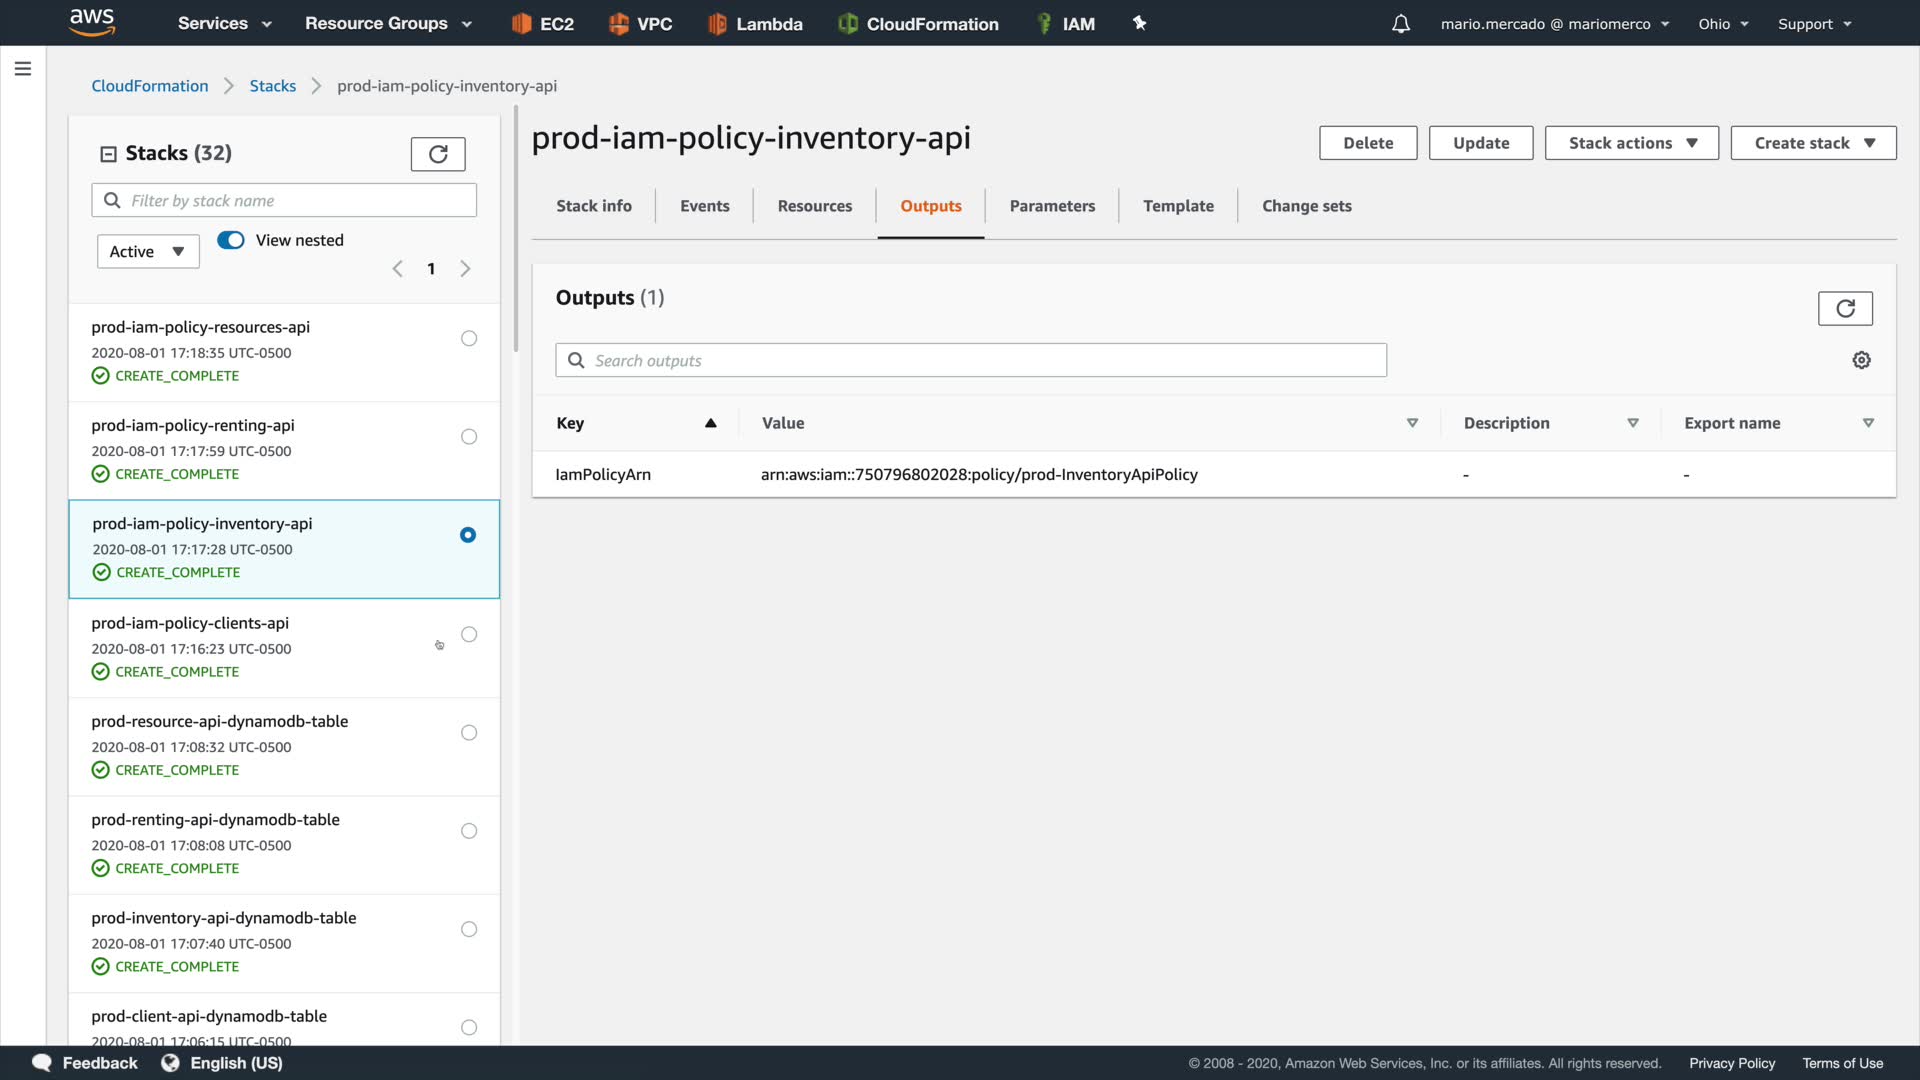 aws Services Resource Groups EC2 VPC Lambda CloudFormation IAM mario.mercado @ mariomerco Ohio Support
CloudFormation Stacks prod-iam-policy-inventory-api
Stacks (32)
Filter by stack name
Active View nested
1
prod-iam-policy-resources-api
2020-08-01 17:18:35 UTC-0500
CREATE_COMPLETE
prod-iam-policy-renting-api
2020-08-01 17:17:59 UTC-0500
CREATE_COMPLETE
prod-iam-policy-inventory-api
2020-08-01 17:17:28 UTC-0500
CREATE_COMPLETE
prod-iam-policy-clients-api
2020-08-01 17:16:23 UTC-0500
CREATE_COMPLETE
prod-resource-api-dynamodb-table
2020-08-01 17:08:32 UTC-0500
CREATE_COMPLETE
prod-renting-api-dynamodb-table
2020-08-01 17:08:08 UTC-0500
CREATE_COMPLETE
prod-inventory-api-dynamodb-table
2020-08-01 17:07:40 UTC-0500
CREATE_COMPLETE
prod-client-api-dynamodb-table
2020-08-01 17:06:15 UTC-0500
prod-iam-policy-inventory-api
Delete Update Stack actions Create stack
Stack info Events Resources Outputs Parameters Template Change sets
Outputs (1)
Search outputs
Key Value Description Export name
IamPolicyArn arn:aws:iam::750796802028:policy/prod-InventoryApiPolicy - -
Feedback English (US) © 2008 - 2020, Amazon Web Services, Inc. or its affiliates. All rights reserved. Privacy Policy Terms of Use